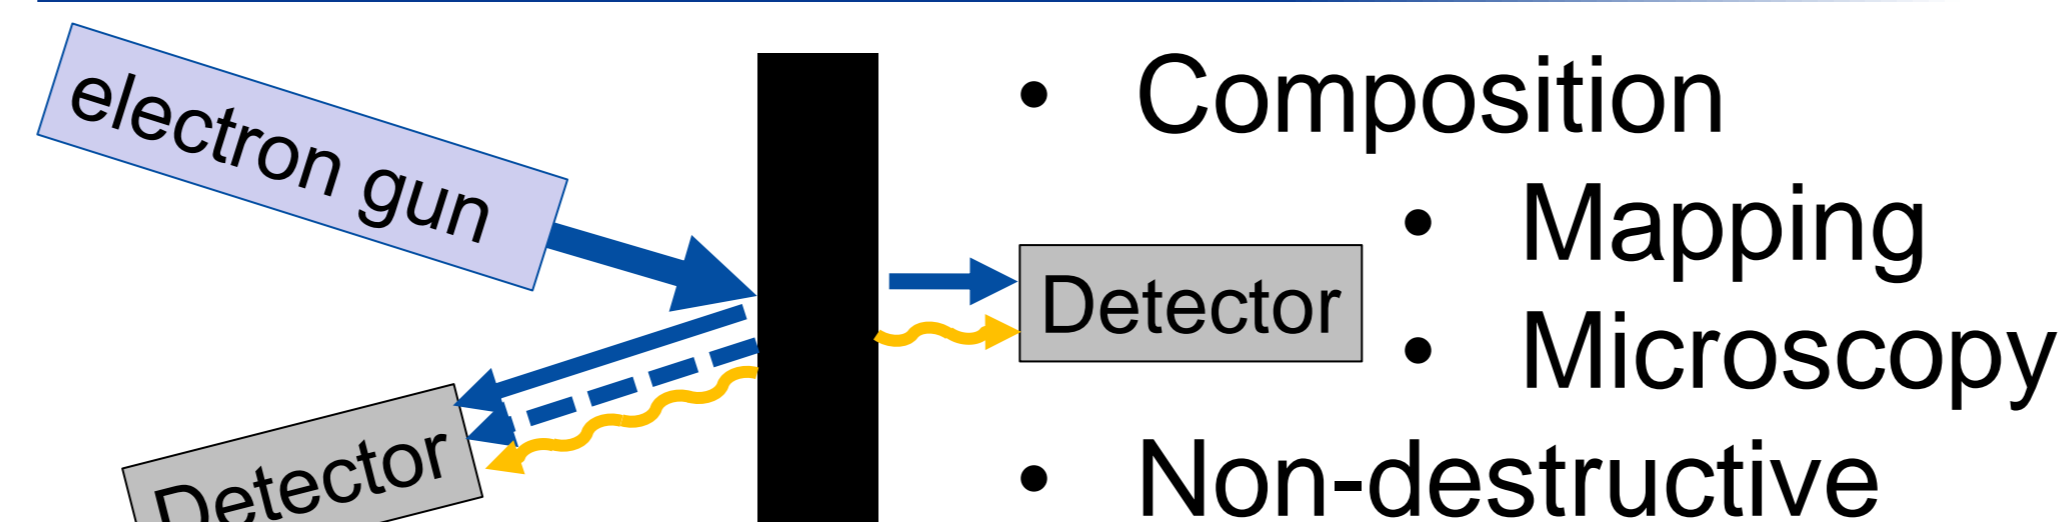 electron gun
• Composition
• Mapping
Detector
• Microscopy
Detector
• Non-destructive